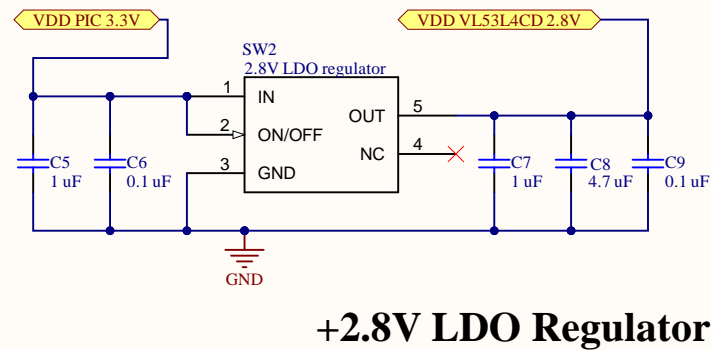 VDD PIC 3.3V
VDD VL53L4CD 2.8V
SW2
2.8V LDO regulator
1
IN
2
ON/OFF
3
GND
OUT
5
NC
4
C5
1 uF
C6
0.1 uF
C7
1 uF
C8
4.7 uF
C9
0.1 uF
GND
+2.8V LDO Regulator